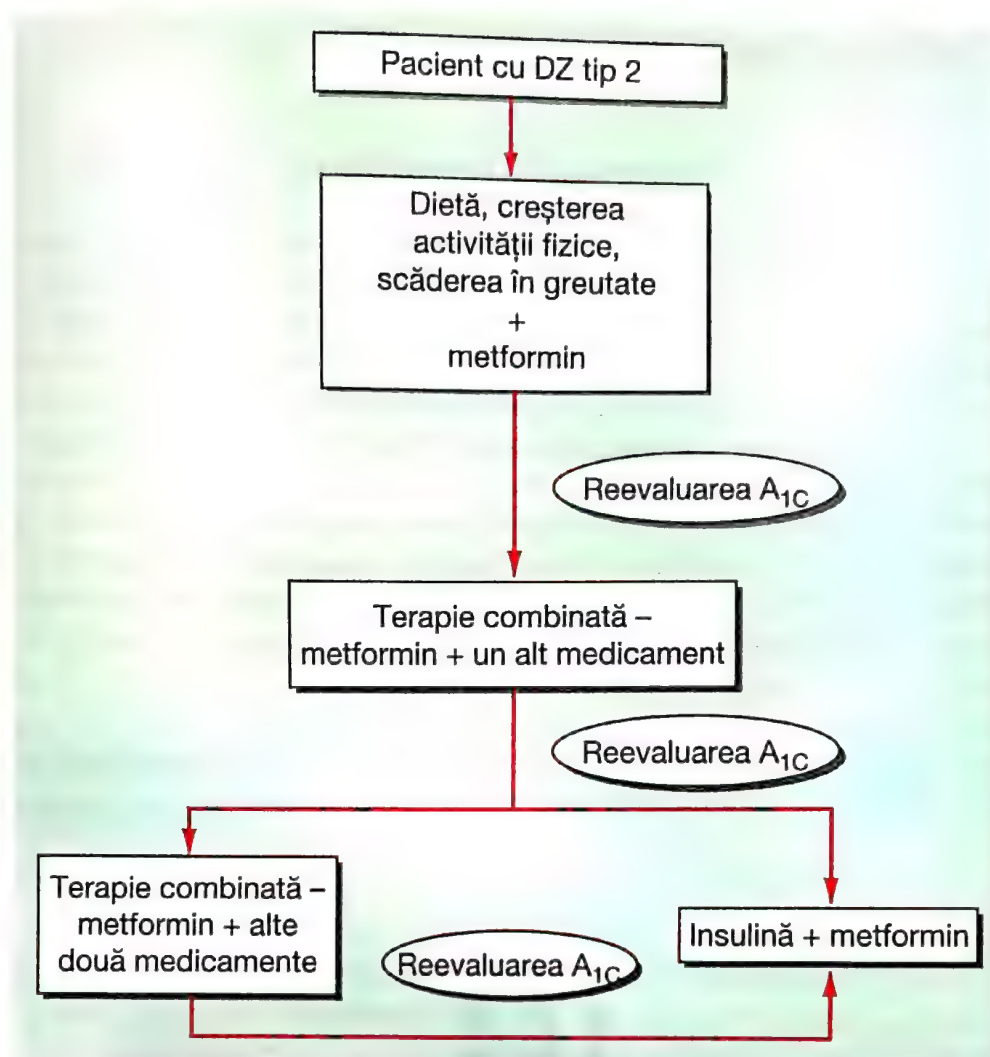 Pacient cu DZ tip 2
Dietă, creșterea
activității fizice,
scăderea în greutate
+
metformin
Reevaluarea A1C
Terapie combinată –
metformin + un alt medicament
Reevaluarea A1C
Terapie combinată –
metformin + alte
două medicamente
Reevaluarea A1C
Insulină + metformin